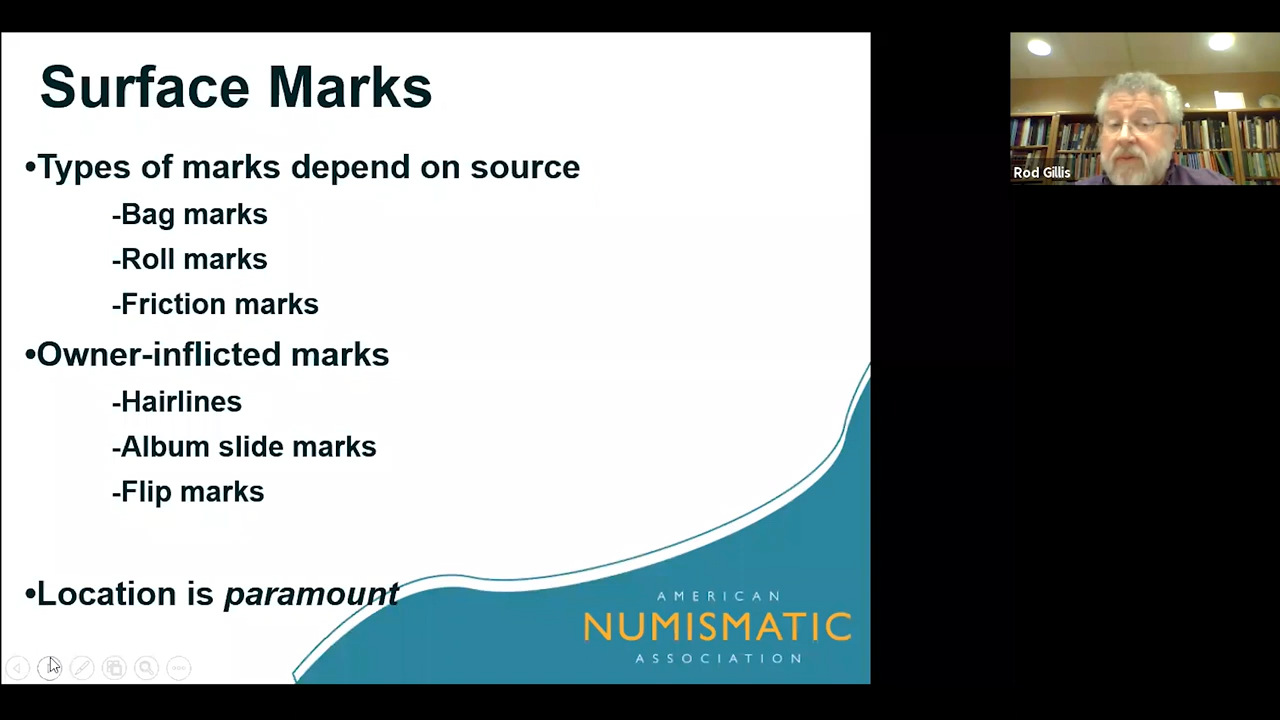 Surface Marks
•Types of marks depend on source
-Bag marks
-Roll marks
-Friction marks
•Owner-inflicted marks
-Hairlines
-Album slide marks
-Flip marks
•Location is paramount
AMERICAN
NUMISMATIC
ASSOCIATION
Rod Gillis